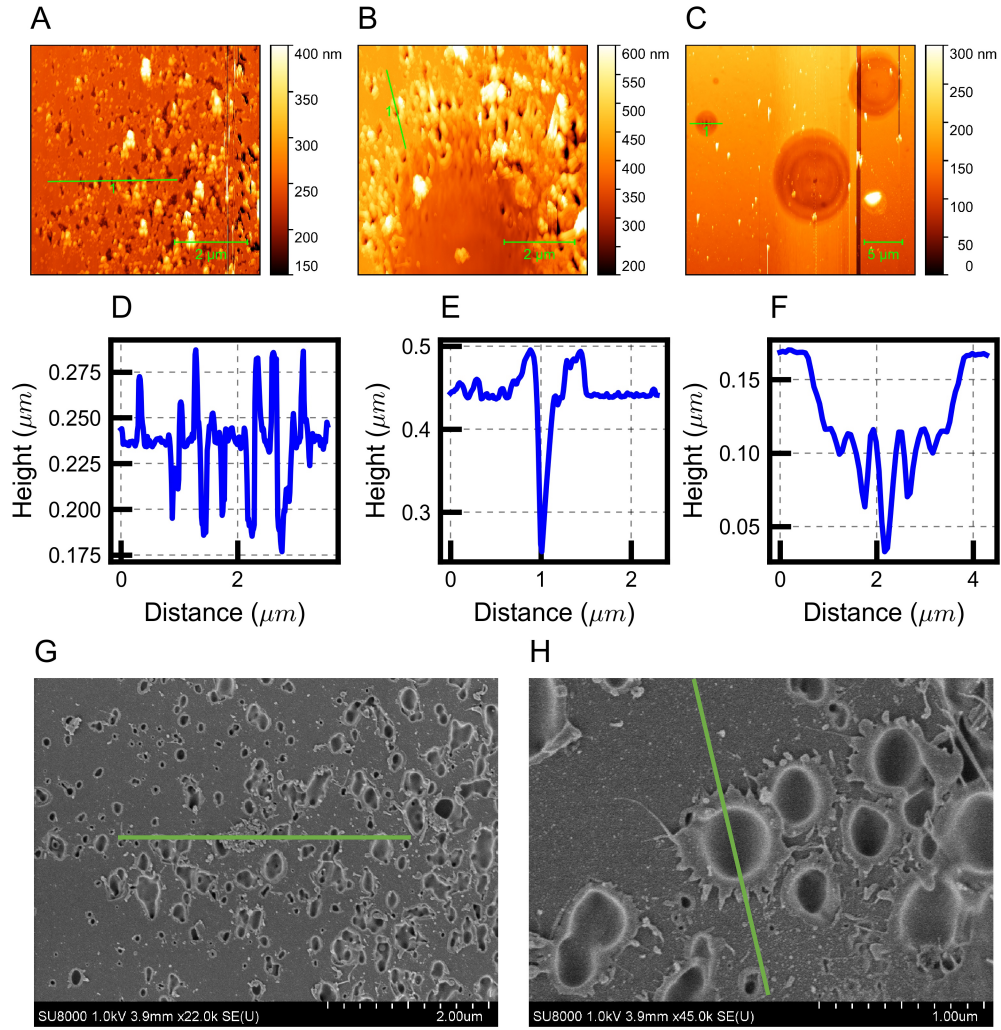 A
B
C
400 nm
350
300
250
200
150
1
2 µm
600 nm
550
500
450
400
350
300
250
200
1
2 µm
300 nm
250
200
150
100
50
0
1
5 µm
D
E
F
Height (µm)
0.275
0.250
0.225
0.200
0.175
0
2
Distance (µm)
Height (µm)
0.5
0.4
0.3
0
1
2
Distance (µm)
Height (µm)
0.15
0.10
0.05
0
2
4
Distance (µm)
G
H
SU8000 1.0kV 3.9mm x22.0k SE(U)
2.00um
SU8000 1.0kV 3.9mm x45.0k SE(U)
1.00um